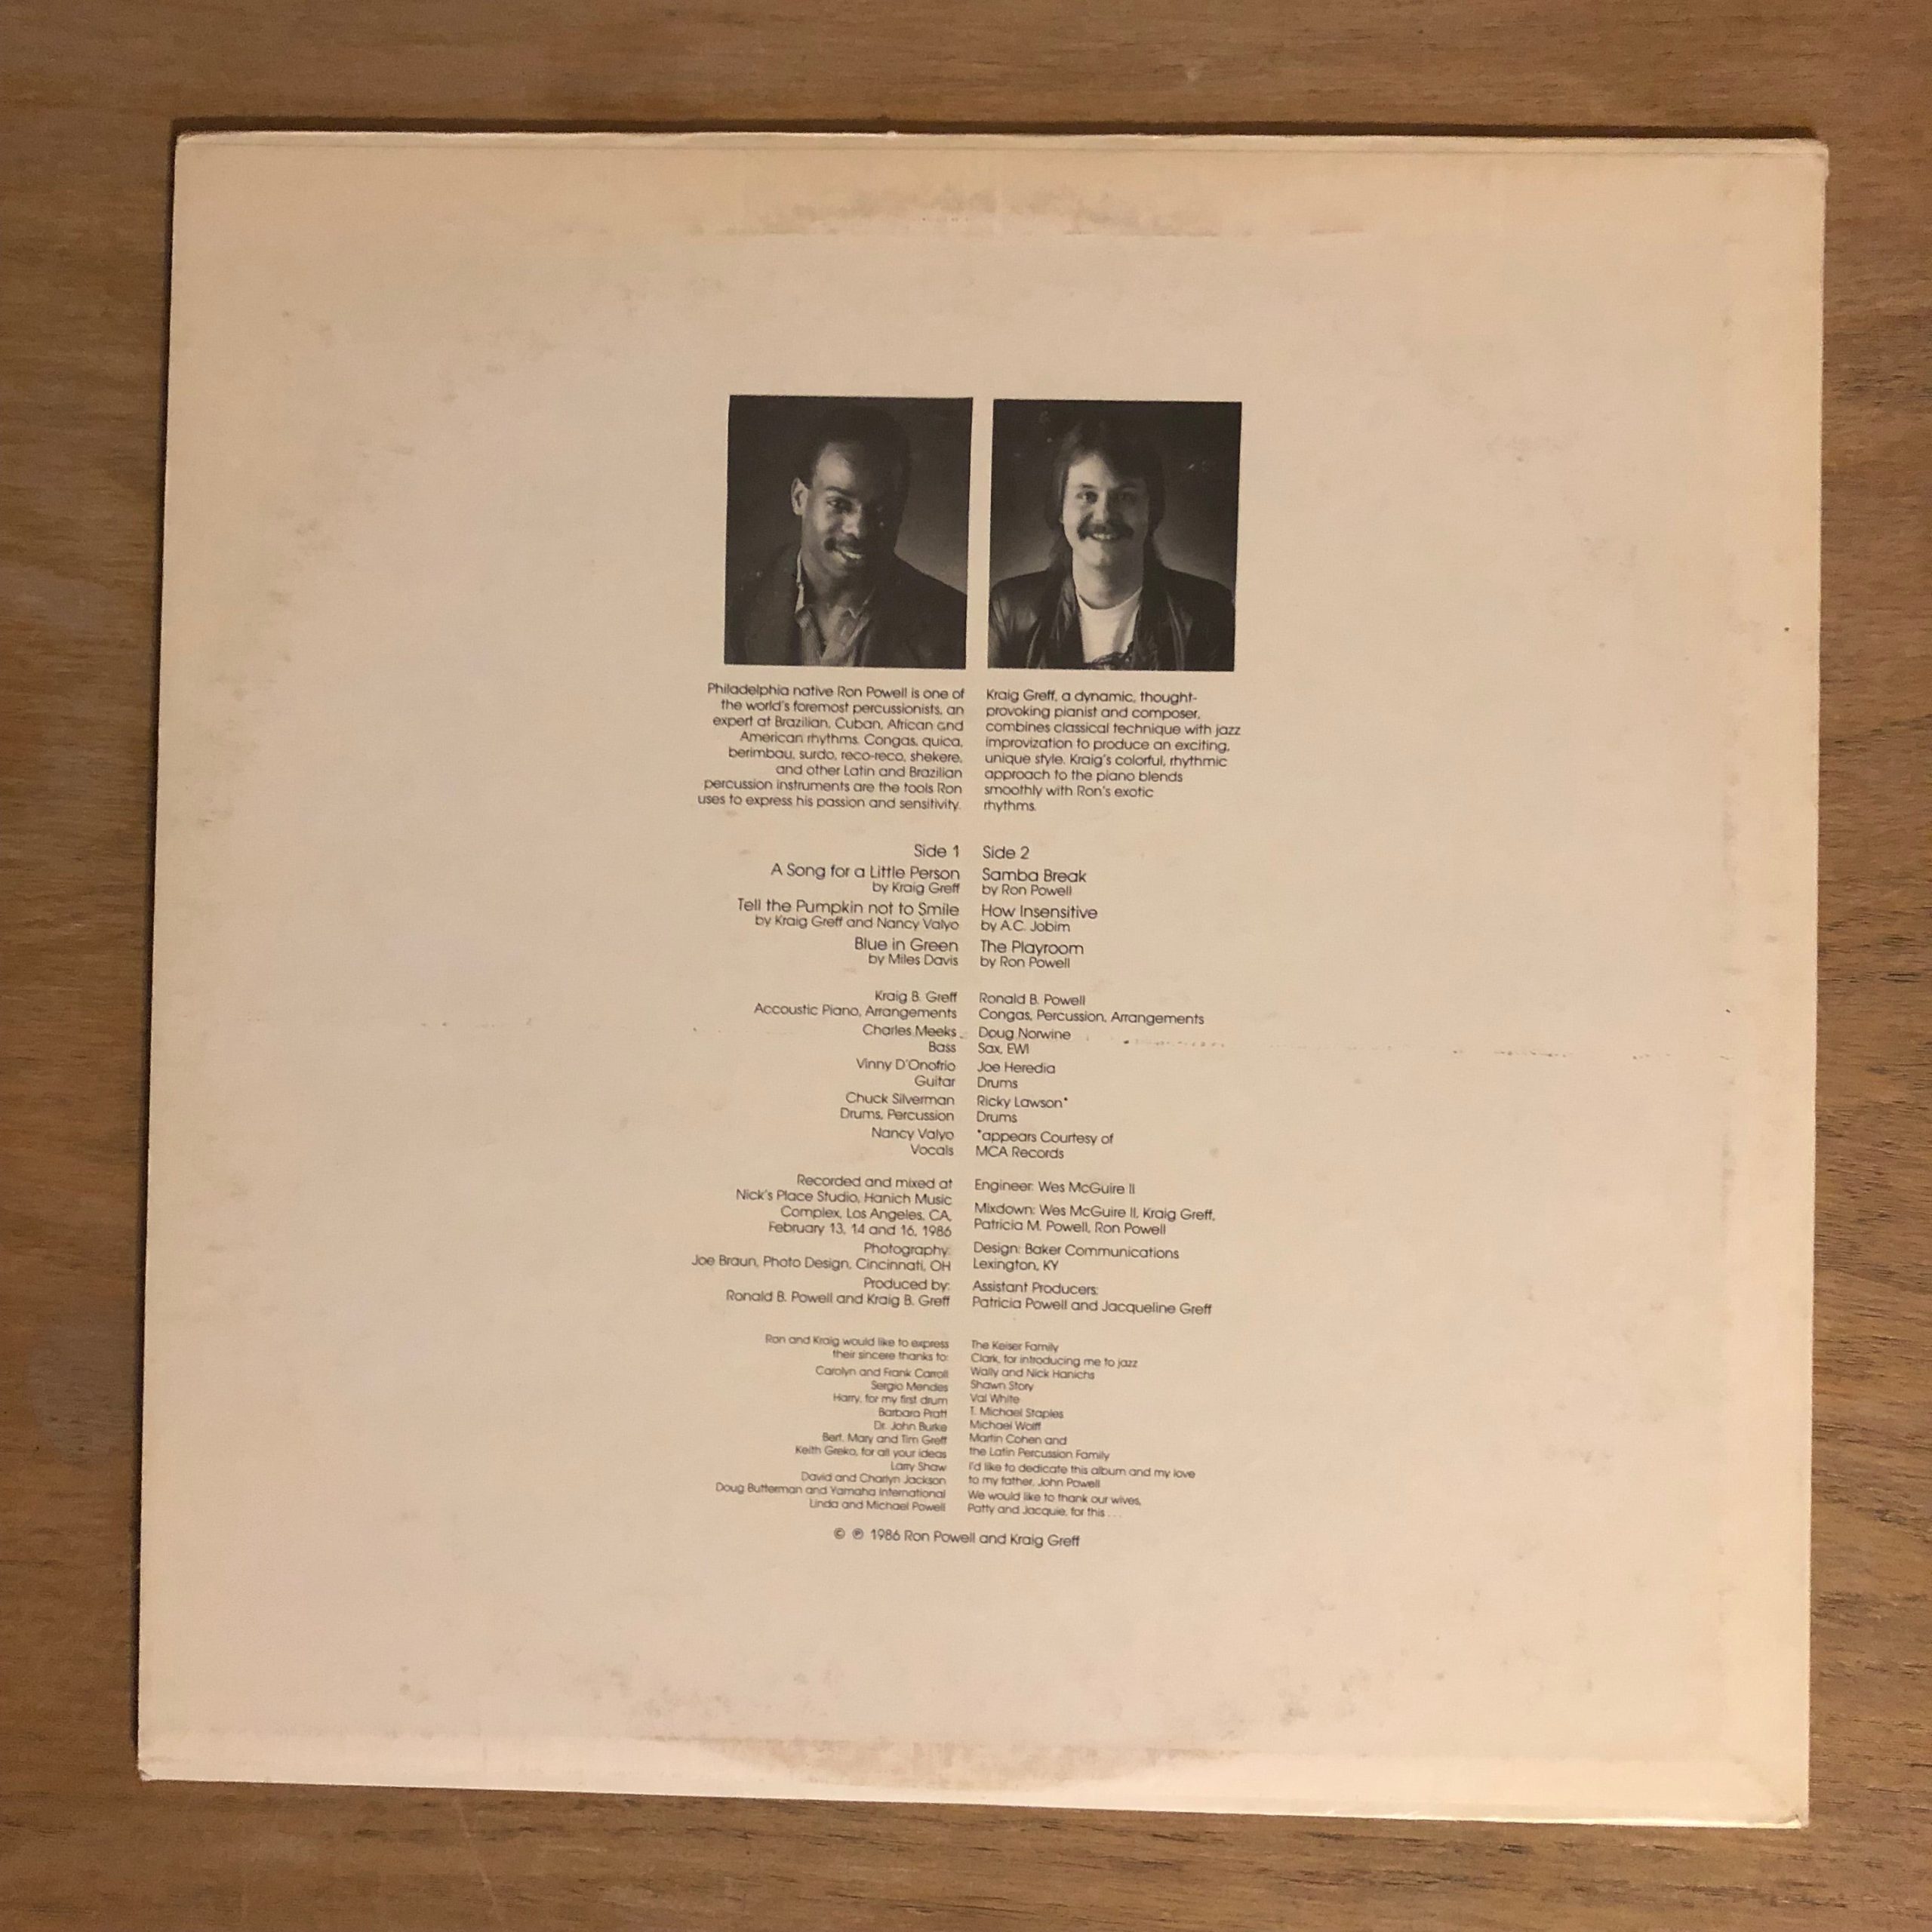 Philadelphia native Ron Powell is one of
the world's foremost percussionists, an
expert at Brazilian, Cuban, African and
American rhythms. Congas, quica,
berimbau, surdo, reco-reco, shekere,
and other Latin and Brazilian
percussion instruments are the tools Ron
uses to express his passion and sensitivity.
Kraig Greff, a dynamic, thought-
provoking pianist and composer,
combines classical technique with jazz
improvization to produce an exciting,
unique style. Kraig's colorful, rhythmic
approach to the piano blends
smoothly with Ron's exotic
rhythms.
Side 1
A Song for a Little Person
by Kraig Greff
Tell the Pumpkin not to Smile
by Kraig Greff and Nancy Valyo
Blue in Green
by Miles Davis
Side 2
Samba Break
by Ron Powell
How Insensitive
by A.C. Jobim
The Playroom
by Ron Powell
Kraig B. Greff
Accoustic Piano, Arrangements
Charles Meeks
Bass
Vinny D'Onofrio
Guitar
Chuck Silverman
Drums, Percussion
Nancy Valyo
Vocals
Ronald B. Powell
Congas, Percussion, Arrangements
Doug Norwine
Sax, EWI
Joe Heredia
Drums
Ricky Lawson*
Drums
*appears Courtesy of
MCA Records
Recorded and mixed at
Nick's Place Studio, Hanich Music
Complex, Los Angeles, CA,
February 13, 14 and 16, 1986
Photography:
Joe Braun, Photo Design, Cincinnati, OH
Produced by:
Ronald B. Powell and Kraig B. Greff
Engineer: Wes McGuire II
Mixdown: Wes McGuire II, Kraig Greff,
Patricia M. Powell, Ron Powell
Design: Baker Communications
Lexington, KY
Assistant Producers:
Patricia Powell and Jacqueline Greff
Ron and Kraig would like to express
their sincere thanks to:
Carolyn and Frank Carroll
Sergio Mendes
Harry, for my first drum
Barbara Pratt
Dr. John Burke
Bert, Mary and Tim Greff
Keith Greko, for all your ideas
Larry Shaw
David and Charlyn Jackson
Doug Butterman and Yamaha International
Linda and Michael Powell
The Keiser Family
Clark, for introducing me to jazz
Wally and Nick Hanichs
Shawn Story
Val White
T. Michael Staples
Michael Wolff
Martin Cohen and
the Latin Percussion Family
I'd like to dedicate this album and my love
to my father, John Powell
We would like to thank our wives,
Patty and Jacquie, for this . . .
© ℗ 1986 Ron Powell and Kraig Greff